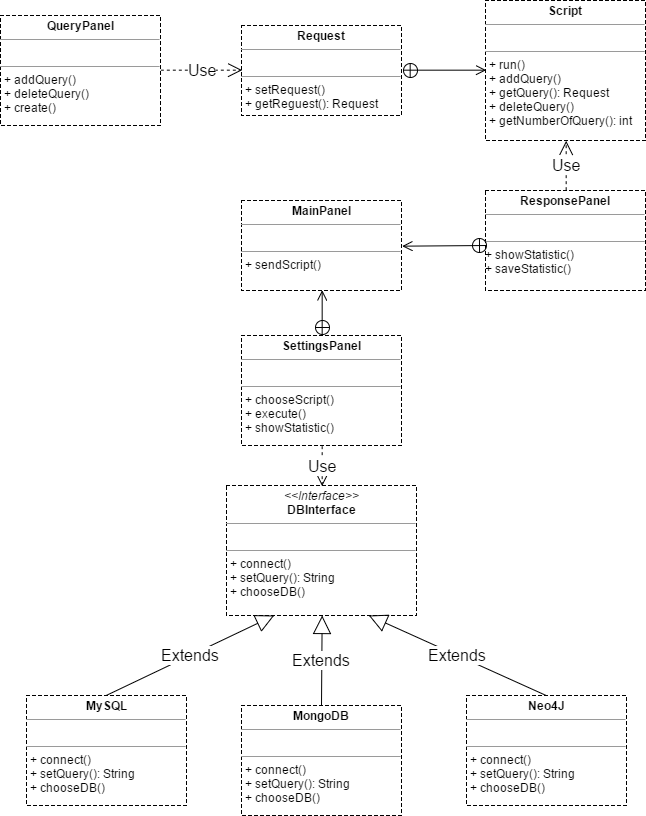 QueryPanel
+ addQuery()
+ deleteQuery()
+ create()
Use
Request
+ setRequest()
+ getReguest(): Request
Script
+ run()
+ addQuery()
+ getQuery(): Request
+ deleteQuery()
+ getNumberOfQuery(): int
Use
MainPanel
+ sendScript()
ResponsePanel
+ showStatistic()
+ saveStatistic()
SettingsPanel
+ chooseScript()
+ execute()
+ showStatistic()
Use
<<Interface>>
DBInterface
+ connect()
+ setQuery(): String
+ chooseDB()
Extends
Extends
Extends
MySQL
+ connect()
+ setQuery(): String
+ chooseDB()
MongoDB
+ connect()
+ setQuery(): String
+ chooseDB()
Neo4J
+ connect()
+ setQuery(): String
+ chooseDB()